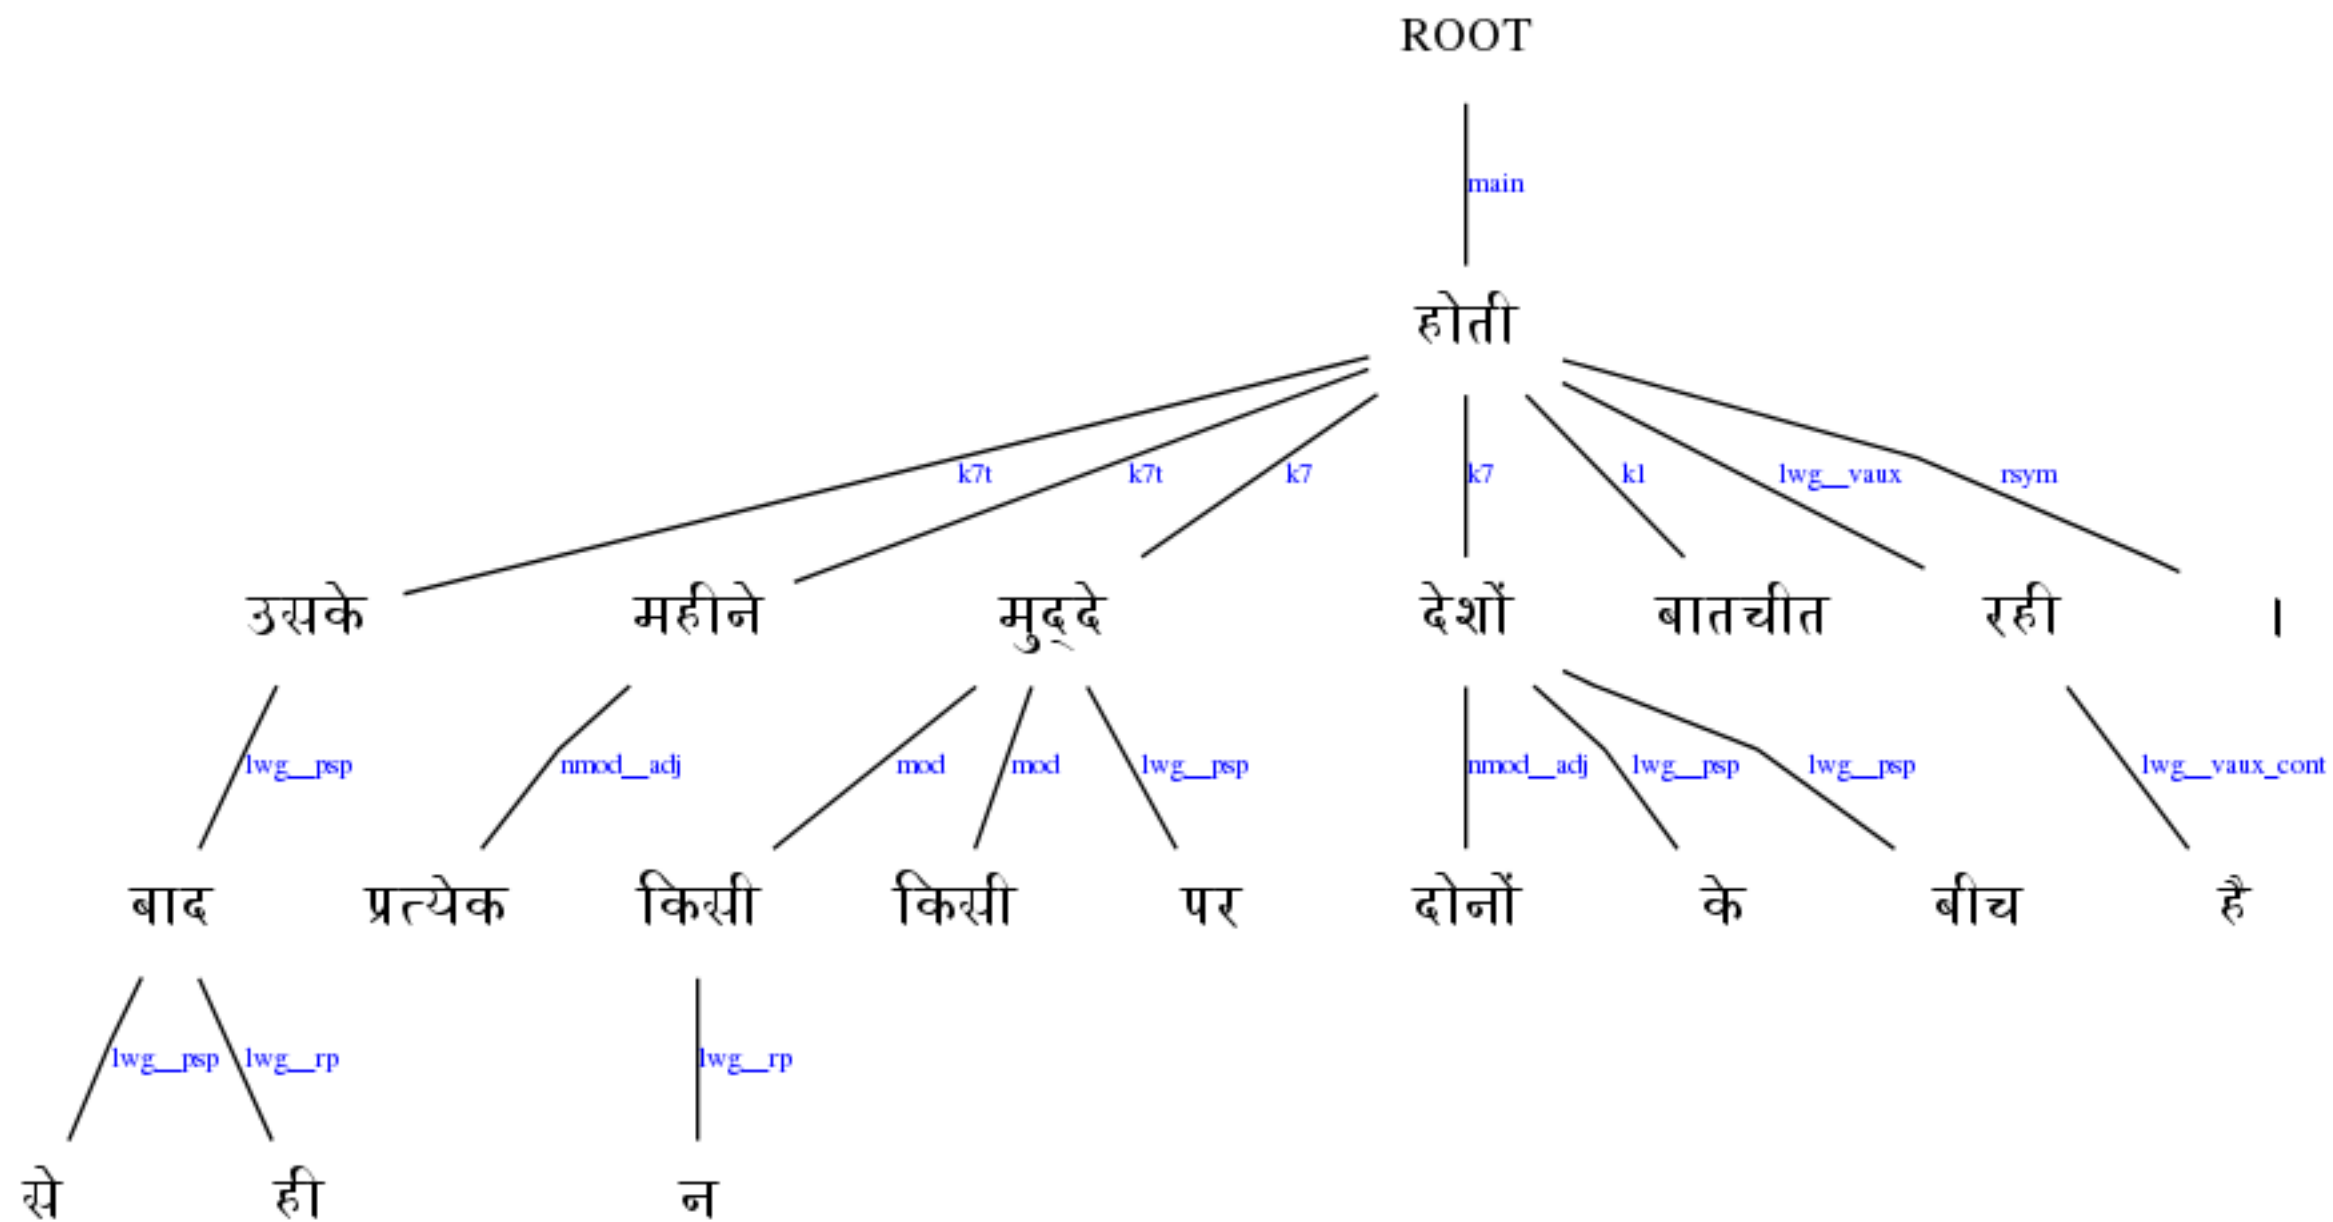 ROOT
main
होती
k7t k7t k7 k7 k1 lwg__vaux rsym
उसके महीने मुद्‌दे देशों बातचीत रही ।
lwg__psp nmod__adj mod mod lwg__psp nmod__adj lwg__psp lwg__psp lwg__vaux_cont
बाद प्रत्येक किसी किसी पर दोनों के बीच है
lwg__psp lwg__rp lwg__rp
से ही न